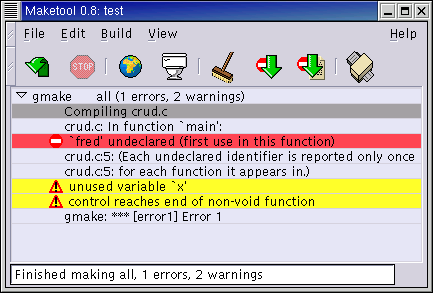 Maketool 0.8: test
File Edit Build View Help
STOP
gmake all (1 errors, 2 warnings)
Compiling crud.c
crud.c: In function `main':
`fred' undeclared (first use in this function)
crud.c:5: (Each undeclared identifier is reported only once
crud.c:5: for each function it appears in.)
unused variable `x'
control reaches end of non-void function
gmake: *** [error1] Error 1
Finished making all, 1 errors, 2 warnings